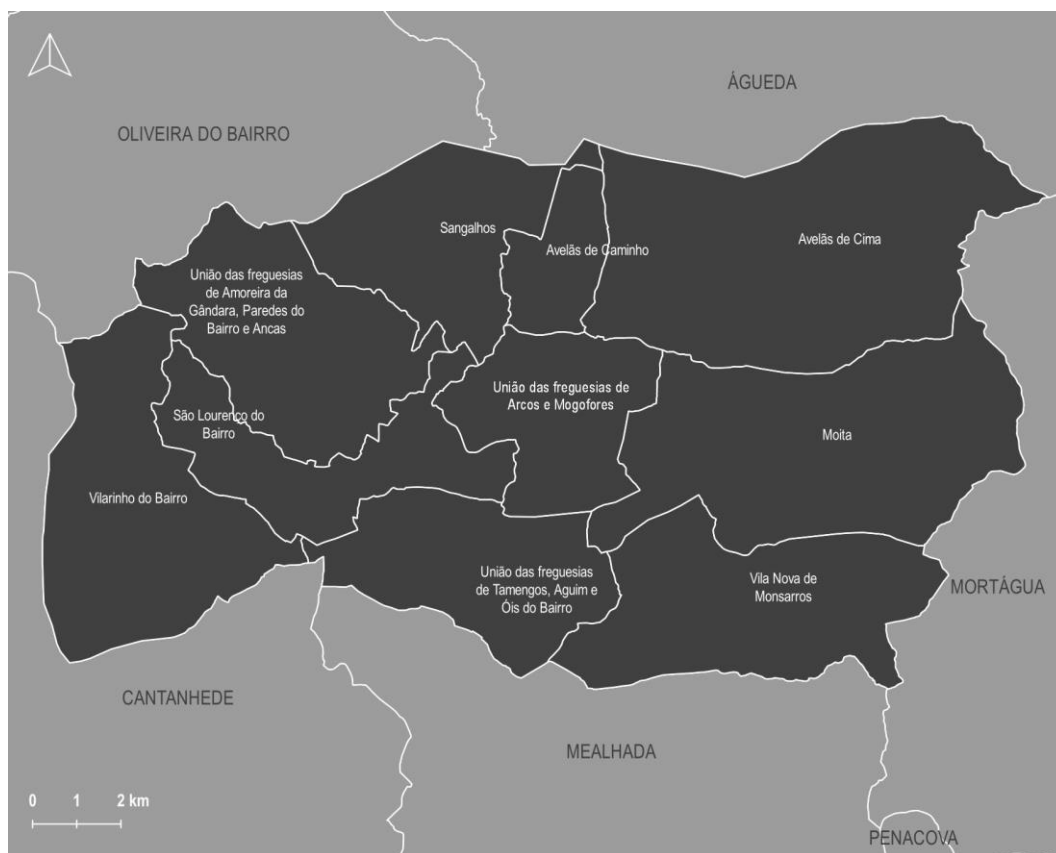 ÁGUEDA
OLIVEIRA DO BAIRRO
Sangalhos
Avelãs de Cima
Avelãs de Caminho
União das freguesias
de Amoreira da
Gândara, Paredes do
Bairro e Ancas
União das freguesias de
Arcos e Mogofores
São Lourenço do
Bairro
Moita
Vilarinho do Bairro
União das freguesias
de Tamengos, Aguim e
Óis do Bairro
Vila Nova de
Monsarros
MORTÁGUA
CANTANHEDE
MEALHADA
0 1 2 km
PENACOVA